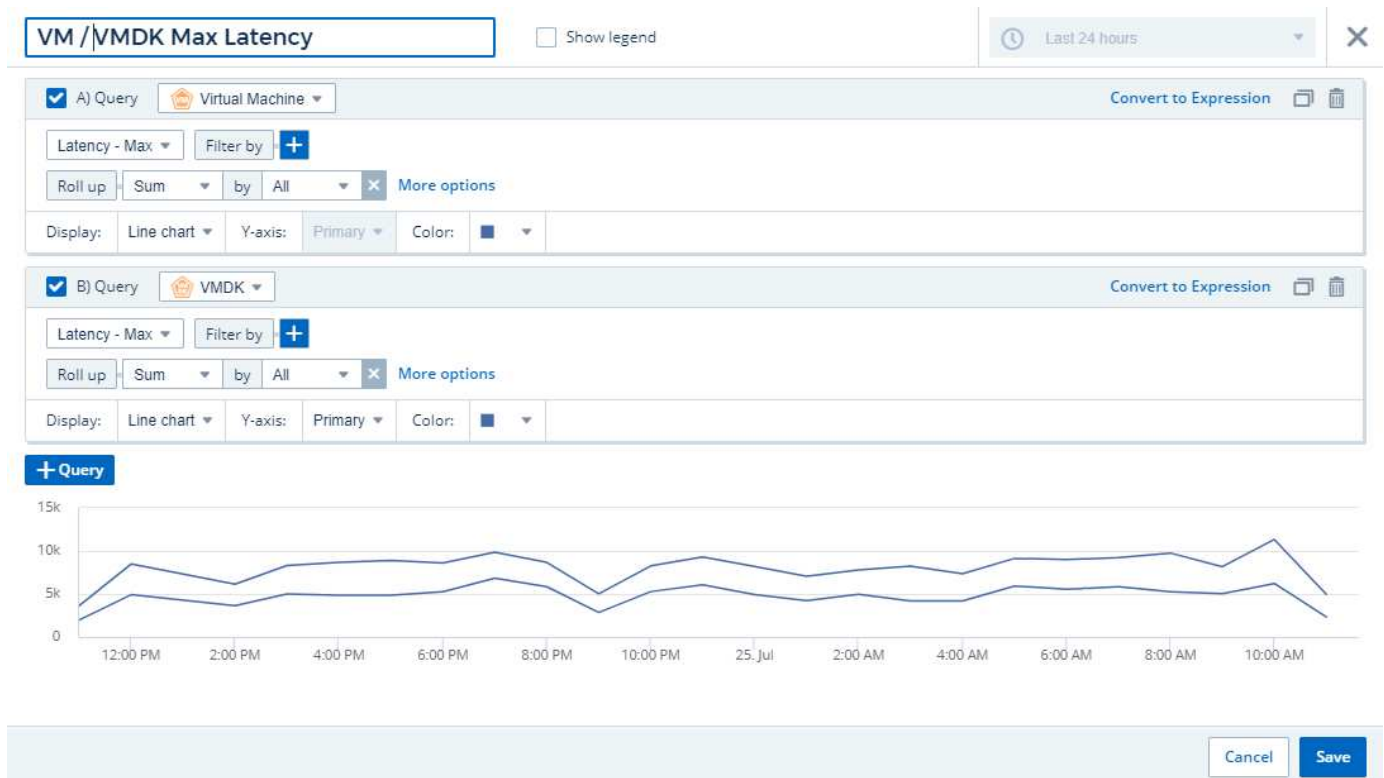 VM / VMDK Max Latency
Show legend
Last 24 hours
A) Query
Virtual Machine
Convert to Expression
Latency - Max
Filter by
+
Roll up
Sum
by
All
More options
Display:
Line chart
Y-axis:
Primary
Color:
B) Query
VMDK
Convert to Expression
Latency - Max
Filter by
+
Roll up
Sum
by
All
More options
Display:
Line chart
Y-axis:
Primary
Color:
+ Query
15k
10k
5k
0
12:00 PM
2:00 PM
4:00 PM
6:00 PM
8:00 PM
10:00 PM
25. Jul
2:00 AM
4:00 AM
6:00 AM
8:00 AM
10:00 AM
Cancel
Save